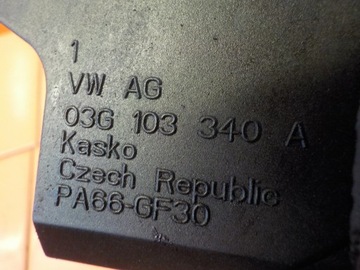 1
VW AG
03G 103 340 A
Kasko
Czech Republic
PA66-GF30